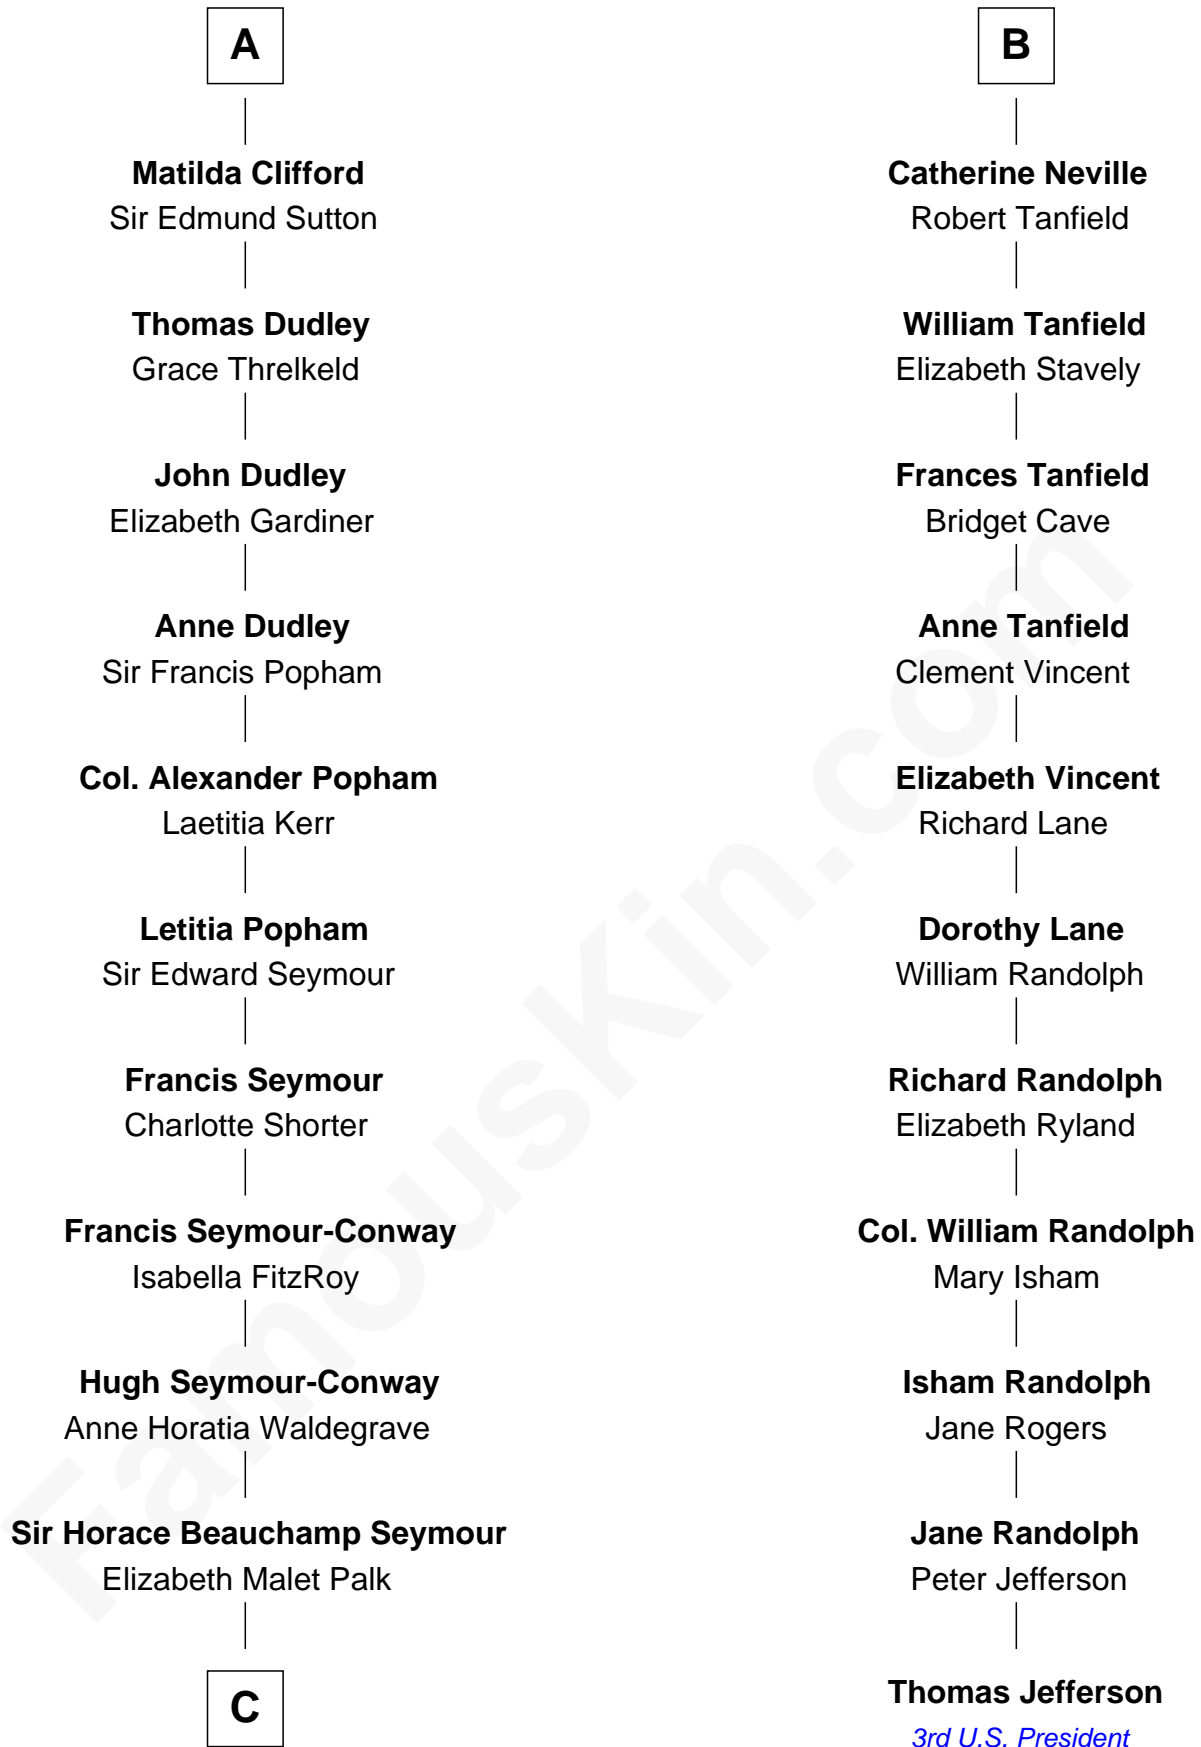 A
Matilda Clifford
Sir Edmund Sutton
Thomas Dudley
Grace Threlkeld
John Dudley
Elizabeth Gardiner
Anne Dudley
Sir Francis Popham
Col. Alexander Popham
Laetitia Kerr
Letitia Popham
Sir Edward Seymour
Francis Seymour
Charlotte Shorter
Francis Seymour-Conway
Isabella FitzRoy
Hugh Seymour-Conway
Anne Horatia Waldegrave
Sir Horace Beauchamp Seymour
Elizabeth Malet Palk
C
B
Catherine Neville
Robert Tanfield
William Tanfield
Elizabeth Stavely
Frances Tanfield
Bridget Cave
Anne Tanfield
Clement Vincent
Elizabeth Vincent
Richard Lane
Dorothy Lane
William Randolph
Richard Randolph
Elizabeth Ryland
Col. William Randolph
Mary Isham
Isham Randolph
Jane Rogers
Jane Randolph
Peter Jefferson
Thomas Jefferson
3rd U.S. President
FamousKin.com